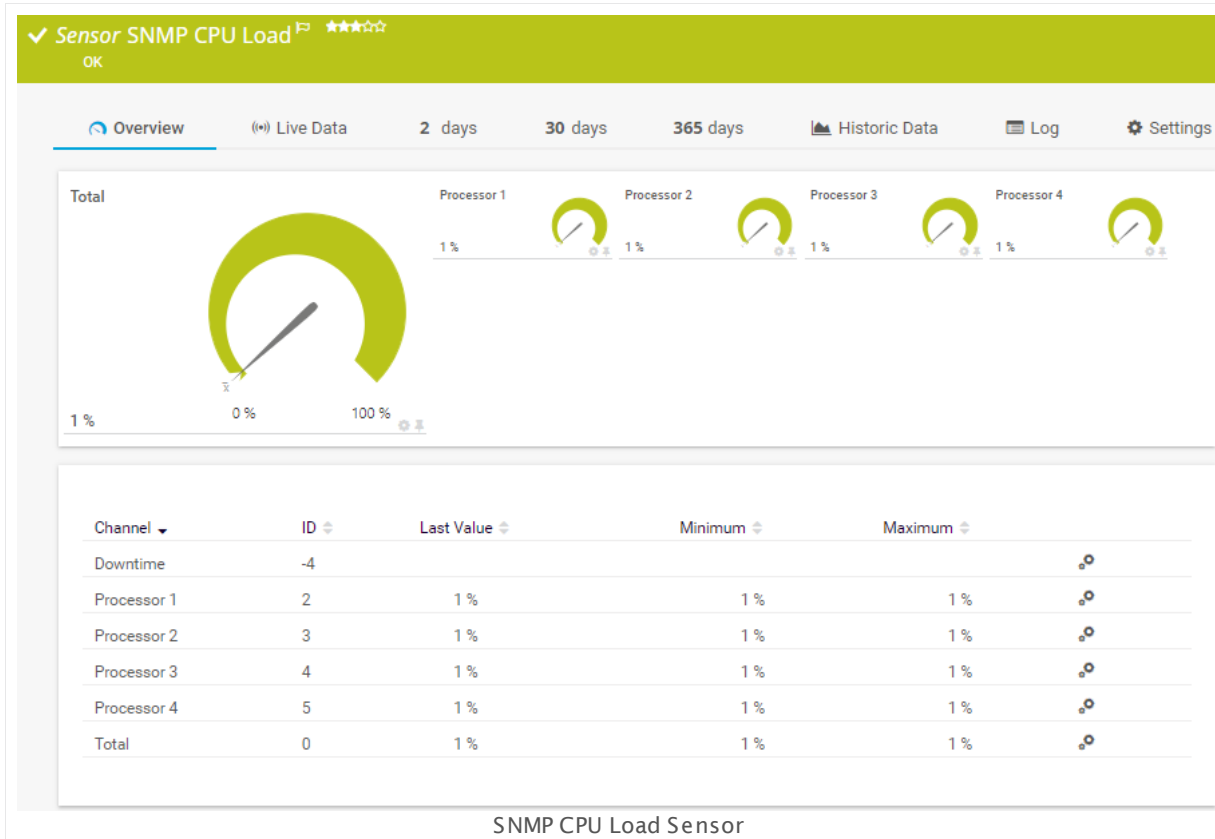 Sensor SNMP CPU Load
OK
Overview Live Data 2 days 30 days 365 days Historic Data Log Settings
Total
Processor 1 Processor 2 Processor 3 Processor 4
1 % 1 % 1 % 1 %
x̄
0 % 100 %
1 %
Channel ID Last Value Minimum Maximum
Downtime -4
Processor 1 2 1 % 1 % 1 %
Processor 2 3 1 % 1 % 1 %
Processor 3 4 1 % 1 % 1 %
Processor 4 5 1 % 1 % 1 %
Total 0 1 % 1 % 1 %
SNMP CPU Load Sensor